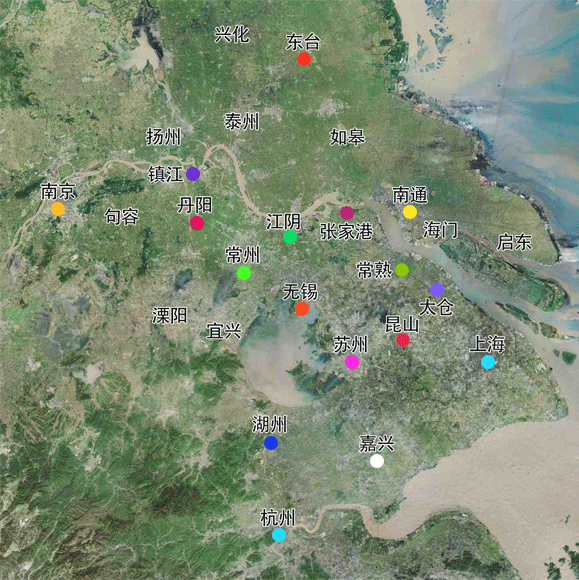 兴化
东台
泰州
扬州
如皋
镇江
南京
句容
丹阳
南通
江阴
张家港
海门
启东
常州
常熟
无锡
太仓
溧阳
宜兴
昆山
苏州
上海
湖州
嘉兴
杭州